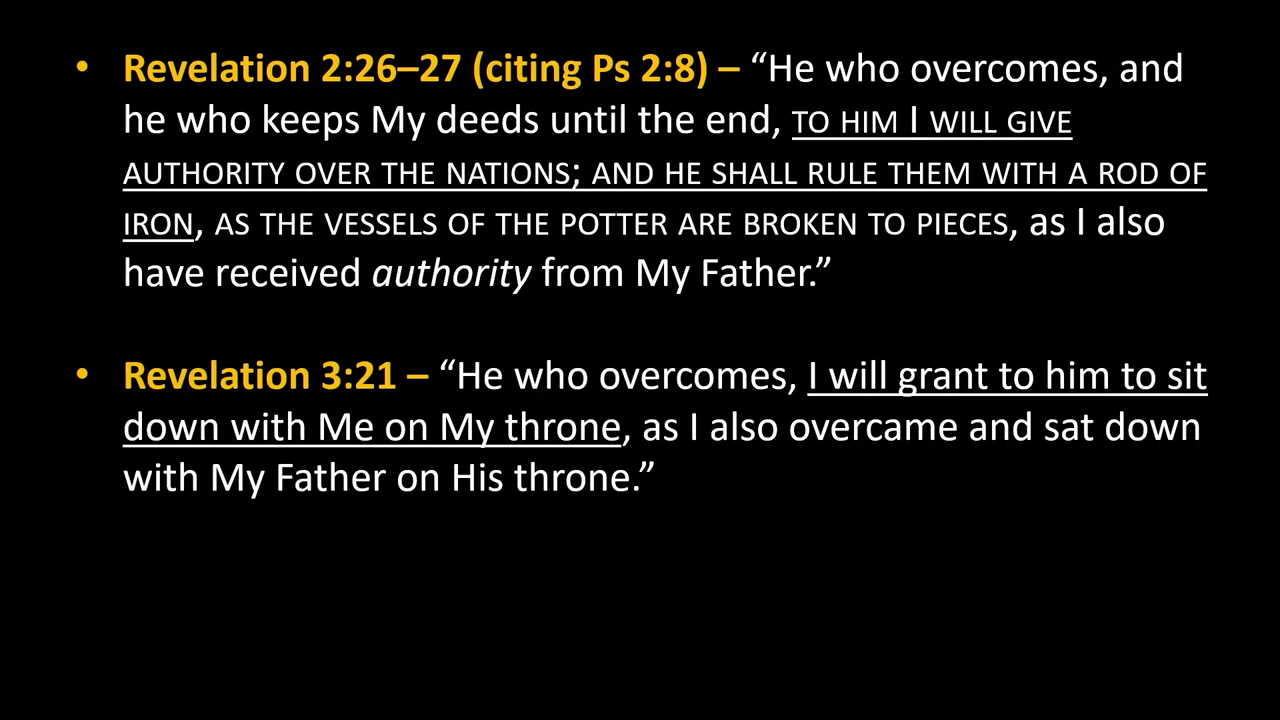 • Revelation 2:26–27 (citing Ps 2:8) – “He who overcomes, and
he who keeps My deeds until the end, TO HIM I WILL GIVE
AUTHORITY OVER THE NATIONS; AND HE SHALL RULE THEM WITH A ROD OF
IRON, AS THE VESSELS OF THE POTTER ARE BROKEN TO PIECES, as I also
have received authority from My Father.”
• Revelation 3:21 – “He who overcomes, I will grant to him to sit
down with Me on My throne, as I also overcame and sat down
with My Father on His throne.”